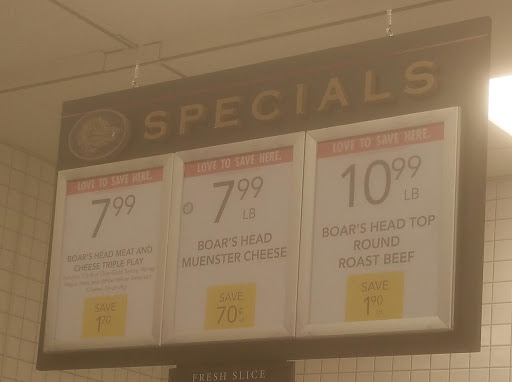 SPECIALS
LOVE TO SAVE HERE.
7.99
BOAR'S HEAD MEAT AND
CHEESE TRIPLE PLAY
SAVE
1.90
LOVE TO SAVE HERE.
7.99
LB
BOAR'S HEAD
MUENSTER CHEESE
SAVE
70¢
LOVE TO SAVE HERE.
10.99
LB
BOAR'S HEAD TOP
ROUND
ROAST BEEF
SAVE
1.90
FRESH SLICE